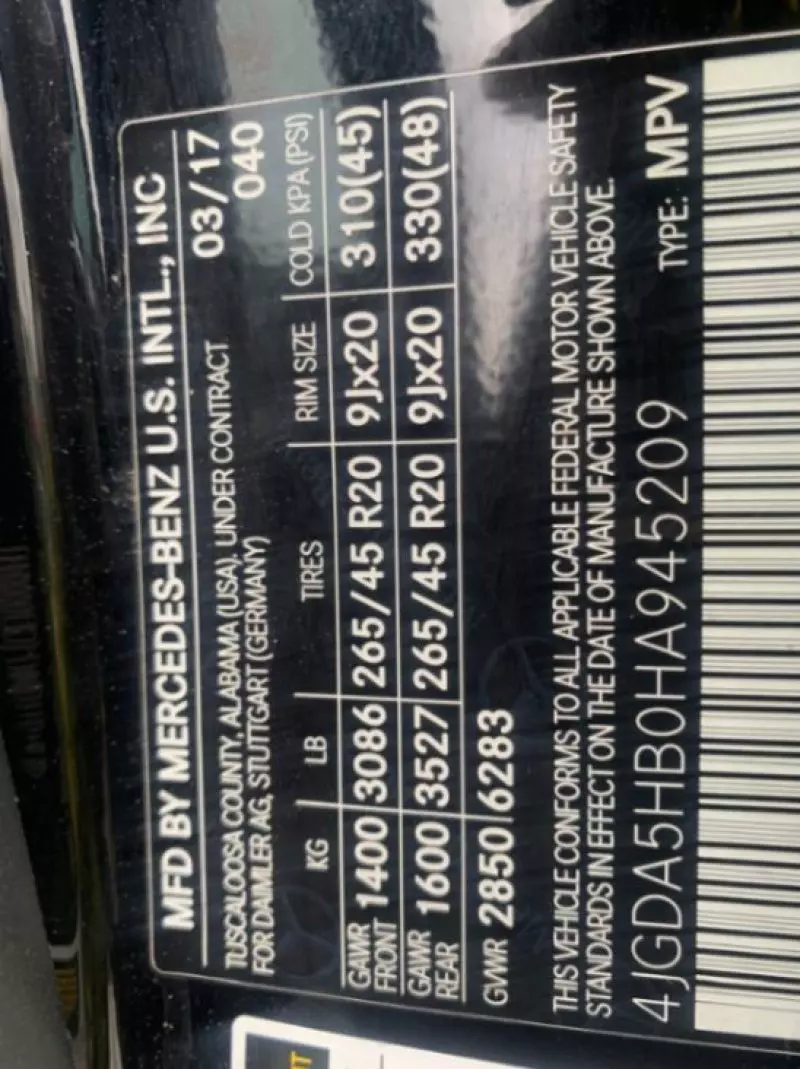 MFD BY MERCEDES-BENZ U.S. INTL., INC
TUSCALOOSA COUNTY, ALABAMA (USA), UNDER CONTRACT 03/17
FOR DAIMLER AG, STUTTGART (GERMANY) 040
KG LB TIRES RIM SIZE COLD KPA (PSI)
GAWR FRONT 1400 3086 265/45 R20 9Jx20 310(45)
GAWR REAR 1600 3527 265/45 R20 9Jx20 330(48)
GVWR 2850 6283
THIS VEHICLE CONFORMS TO ALL APPLICABLE FEDERAL MOTOR VEHICLE SAFETY
STANDARDS IN EFFECT ON THE DATE OF MANUFACTURE SHOWN ABOVE.
4JGDA5HB0HA945209 TYPE: MPV